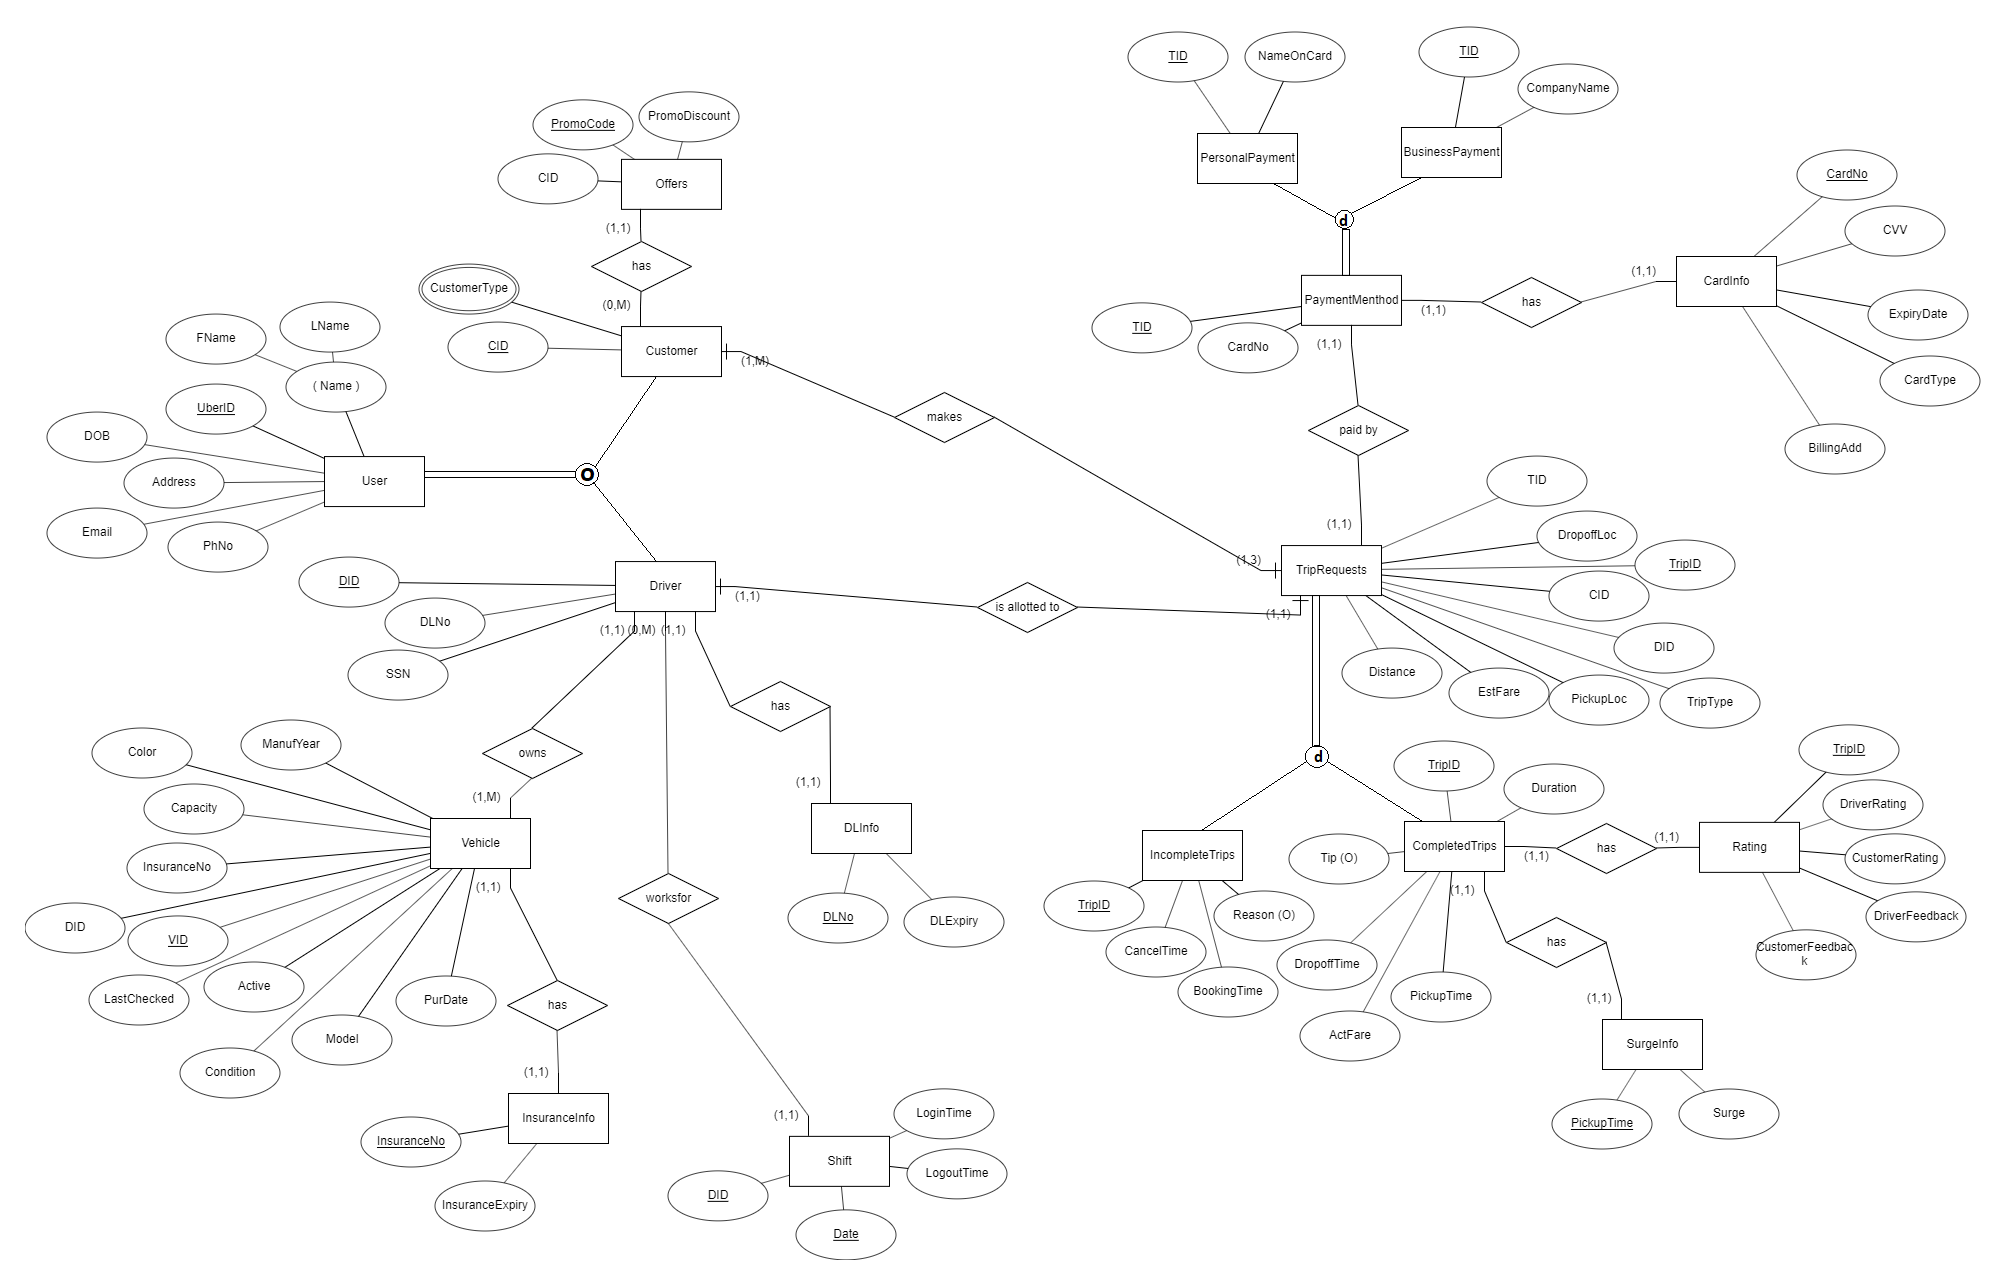 TID
NameOnCard
TID
CompanyName
PromoCode
PromoDiscount
CID
Offers
PersonalPayment
BusinessPayment
d
CardNo
CVV
ExpiryDate
CardType
BillingAdd
CardInfo
(1,1)
has
(1,1)
PaymentMenthod
TID
CardNo
(1,1)
paid by
(1,1)
(1,1)
has
(0,M)
CustomerType
CID
Customer
(1,M)
makes
(1,3)
FName
LName
( Name )
UberID
DOB
Address
Email
PhNo
User
O
DID
DLNo
SSN
Driver
(1,1)
is allotted to
(1,1)
TripRequests
TID
DropoffLoc
TripID
CID
DID
TripType
PickupLoc
EstFare
Distance
(1,1)
(0,M)
(1,1)
owns
(1,M)
has
(1,1)
DLInfo
DLNo
DLExpiry
worksfor
(1,1)
Shift
LoginTime
LogoutTime
DID
Date
Color
ManufYear
Capacity
InsuranceNo
DID
VID
LastChecked
Active
Condition
Model
PurDate
Vehicle
(1,1)
has
(1,1)
InsuranceInfo
InsuranceNo
InsuranceExpiry
d
IncompleteTrips
TripID
CancelTime
BookingTime
Reason (O)
CompletedTrips
TripID
Duration
Tip (O)
DropoffTime
ActFare
PickupTime
(1,1)
has
(1,1)
Rating
TripID
DriverRating
CustomerRating
DriverFeedback
CustomerFeedbac
k
(1,1)
has
(1,1)
SurgeInfo
PickupTime
Surge